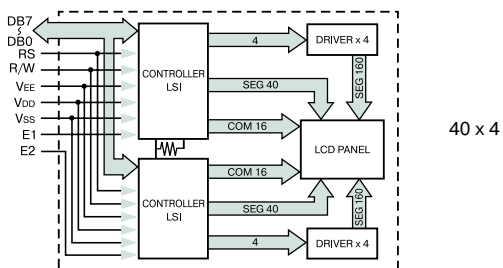 DB7
~
DB0
RS
R/W
VEE
VDD
VSS
E1
E2
CONTROLLER
LSI
4
DRIVER x 4
SEG 40
SEG 160
COM 16
LCD PANEL
40 x 4
CONTROLLER
LSI
COM 16
SEG 40
SEG 160
4
DRIVER x 4